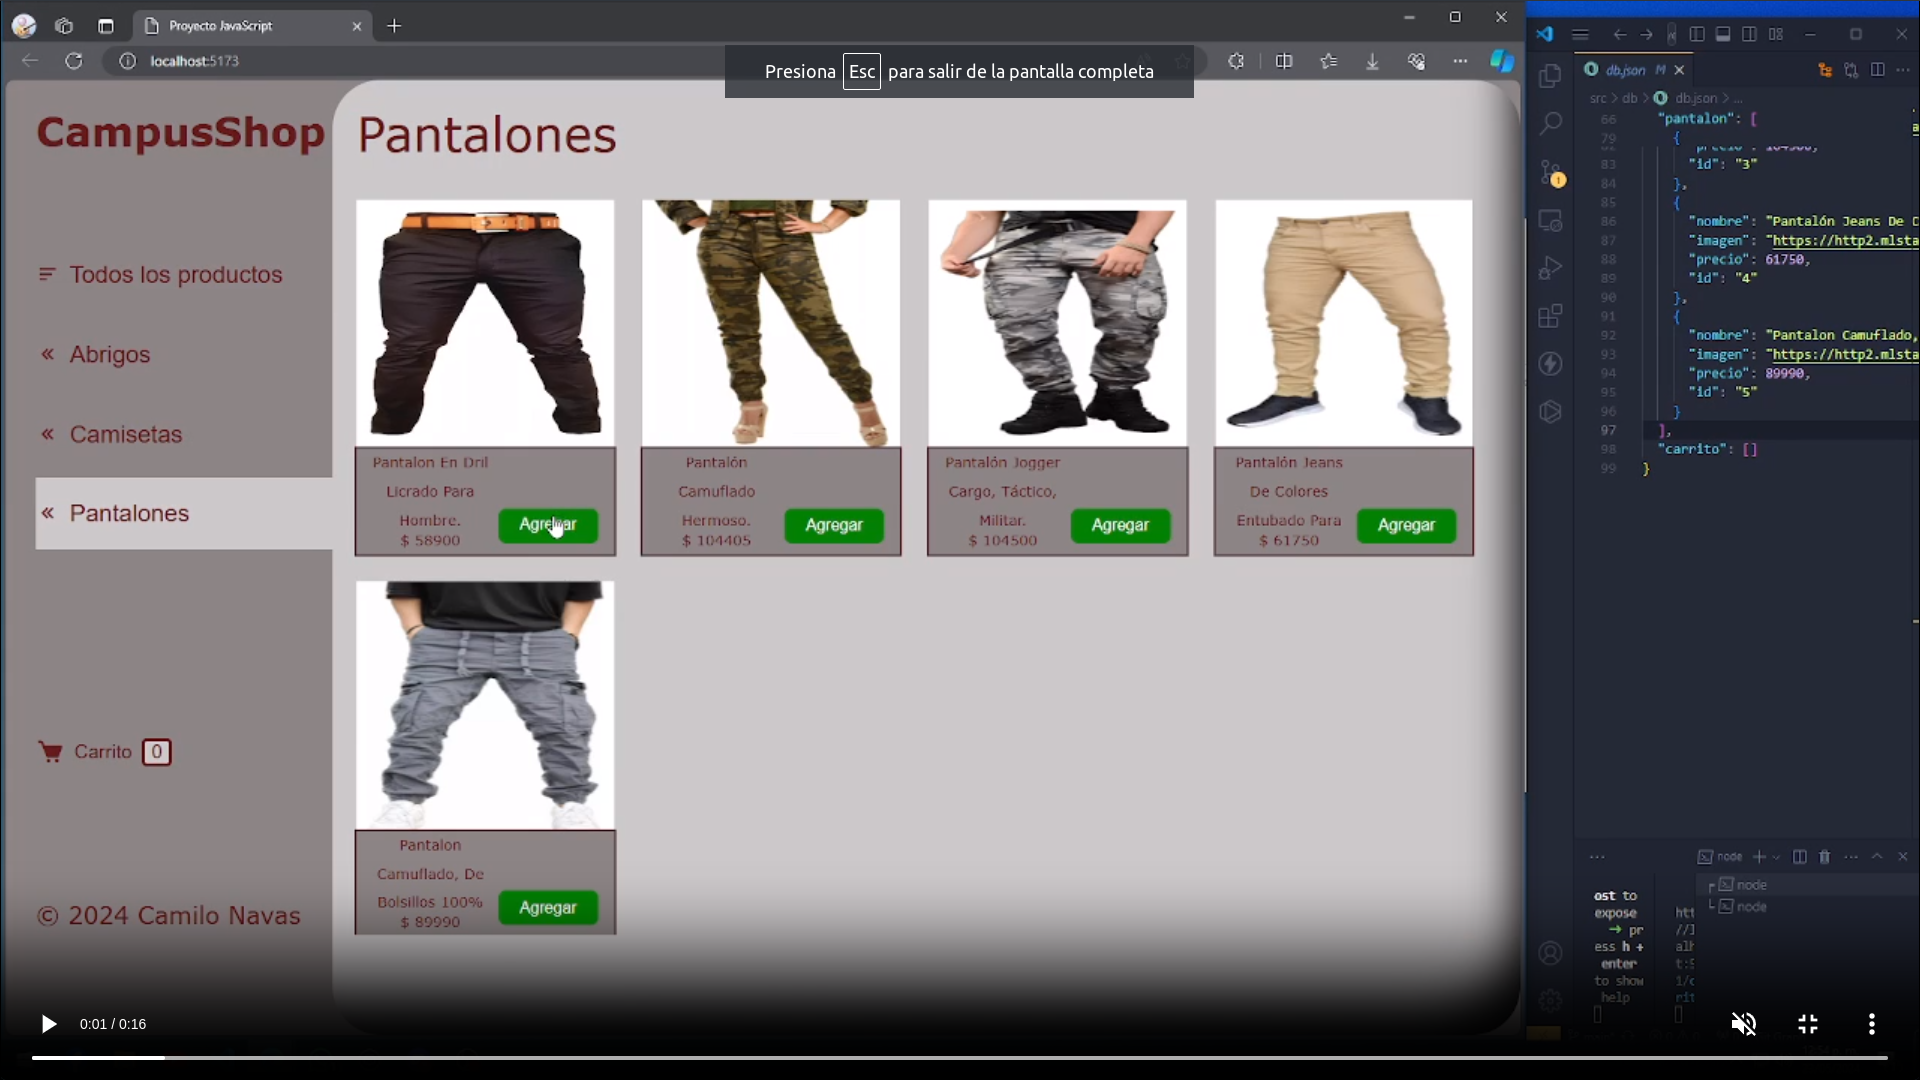 Proyecto JavaScript
localhost:5173
Presiona Esc para salir de la pantalla completa
CampusShop
Todos los productos
Abrigos
Camisetas
Pantalones
Carrito 0
© 2024 Camilo Navas
Pantalones
Pantalon En Dril
Licrado Para
Hombre.
$ 58900
Agregar
Pantalón
Camuflado
Hermoso.
$ 104405
Agregar
Pantalón Jogger
Cargo, Táctico,
Militar.
$ 104500
Agregar
Pantalón Jeans
De Colores
Entubado Para
$ 61750
Agregar
Pantalon
Camuflado, De
Bolsillos 100%
$ 89990
Agregar
db.json M
src > db > db.json > ...
66 "pantalon": [
79 {
83 "id": "3"
84 },
85 {
86 "nombre": "Pantalón Jeans De C
87 "imagen": "https://http2.mlsta
88 "precio": 61750,
89 "id": "4"
90 },
91 {
92 "nombre": "Pantalon Camuflado,
93 "imagen": "https://http2.mlsta
94 "precio": 89990,
95 "id": "5"
96 }
97 ],
98 "carrito": []
99 }
node
node
node
ost to
expose
➜ pr
ess h +
enter
to show
help
htt
//l
alh
t:5
1/c
rit
0:01 / 0:16